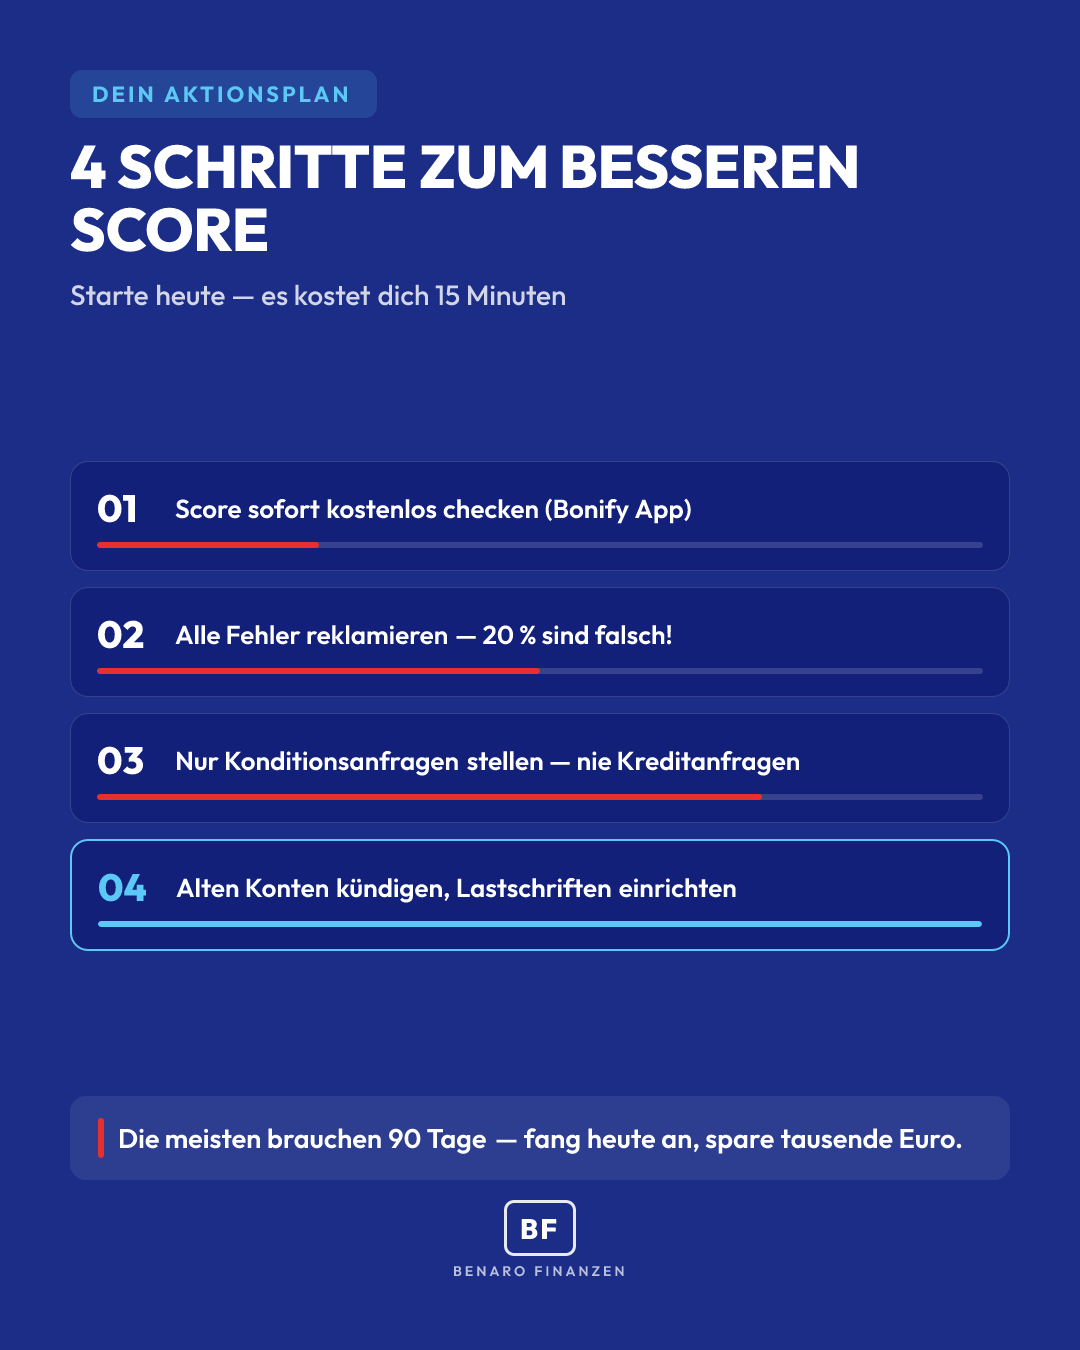 DEIN AKTIONSPLAN
4 SCHRITTE ZUM BESSEREN
SCORE
Starte heute — es kostet dich 15 Minuten
01 Score sofort kostenlos checken (Bonify App)
02 Alle Fehler reklamieren — 20 % sind falsch!
03 Nur Konditionsanfragen stellen — nie Kreditanfragen
04 Alten Konten kündigen, Lastschriften einrichten
Die meisten brauchen 90 Tage — fang heute an, spare tausende Euro.
BF
BENARO FINANZEN